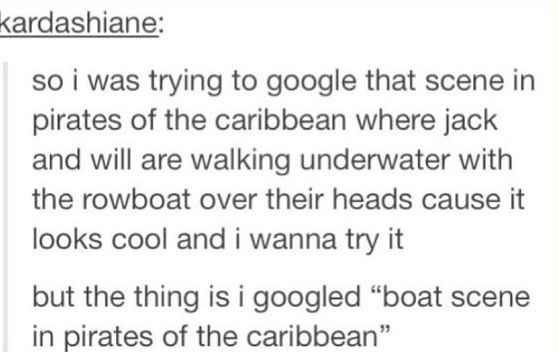 kardashiane:
so i was trying to google that scene in
pirates of the caribbean where jack
and will are walking underwater with
the rowboat over their heads cause it
looks cool and i wanna try it
but the thing is i googled “boat scene
in pirates of the caribbean”